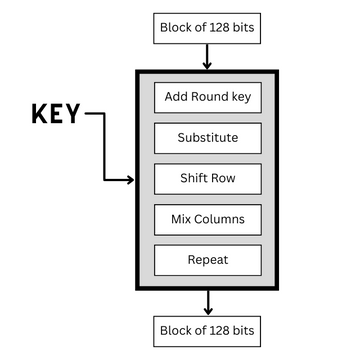 Block of 128 bits
KEY
Add Round key
Substitute
Shift Row
Mix Columns
Repeat
Block of 128 bits